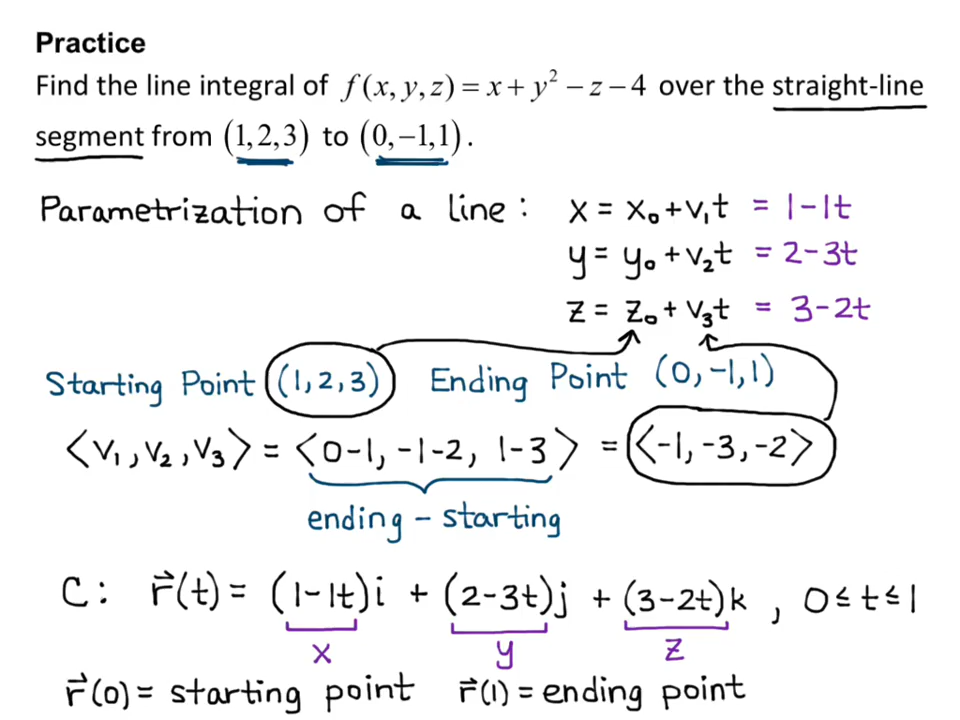 Practice
Find the line integral of f(x, y, z) = x + y² − z − 4 over the straight-line
segment from (1, 2, 3) to (0, −1, 1).
Parametrization of a line: x = x₀ + v₁t = 1 − 1t
y = y₀ + v₂t = 2 − 3t
z = z₀ + v₃t = 3 − 2t
Starting Point (1, 2, 3) Ending Point (0, −1, 1)
⟨v₁, v₂, v₃⟩ = ⟨0−1, −1−2, 1−3⟩ = ⟨−1, −3, −2⟩
ending − starting
C: r⃗(t) = (1−1t)i + (2−3t)j + (3−2t)k, 0 ≤ t ≤ 1
x y z
r⃗(0) = starting point r⃗(1) = ending point